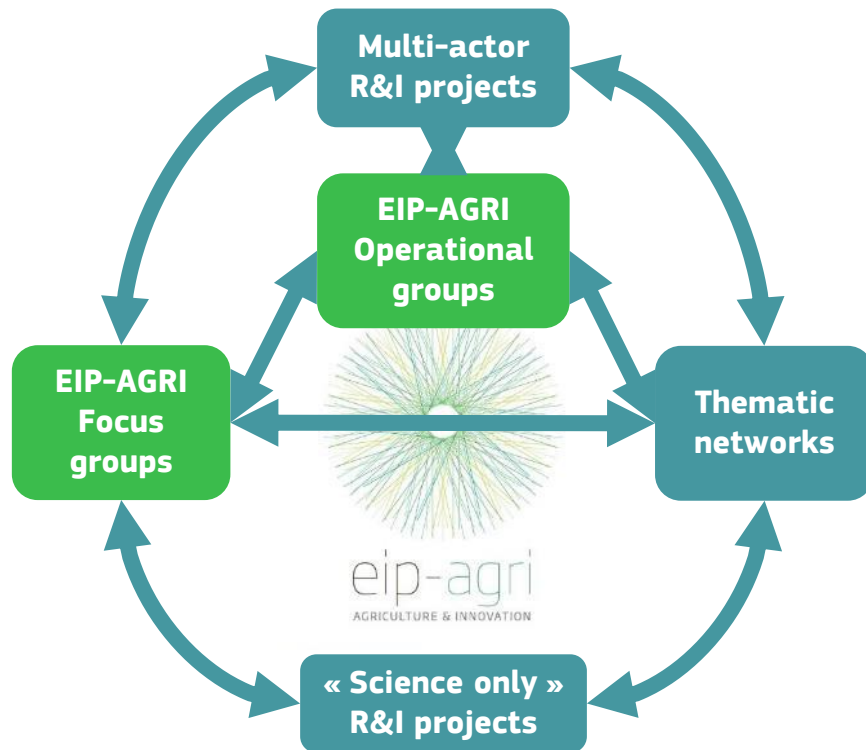 Multi-actor
R&I projects
EIP-AGRI
Operational
groups
EIP-AGRI
Focus
groups
Thematic
networks
eip-agri
AGRICULTURE & INNOVATION
« Science only »
R&I projects